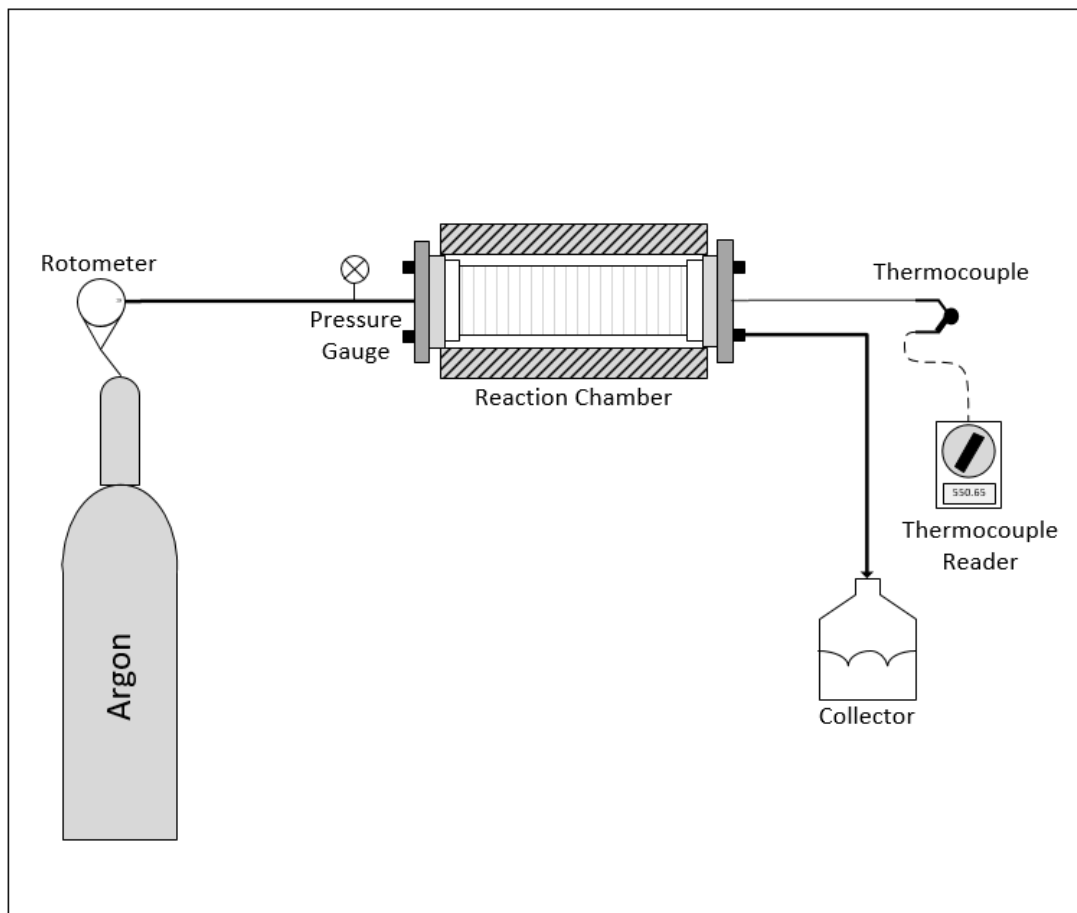 Rotometer
Thermocouple
Pressure
Gauge
Reaction Chamber
550.65
Thermocouple
Reader
Argon
Collector